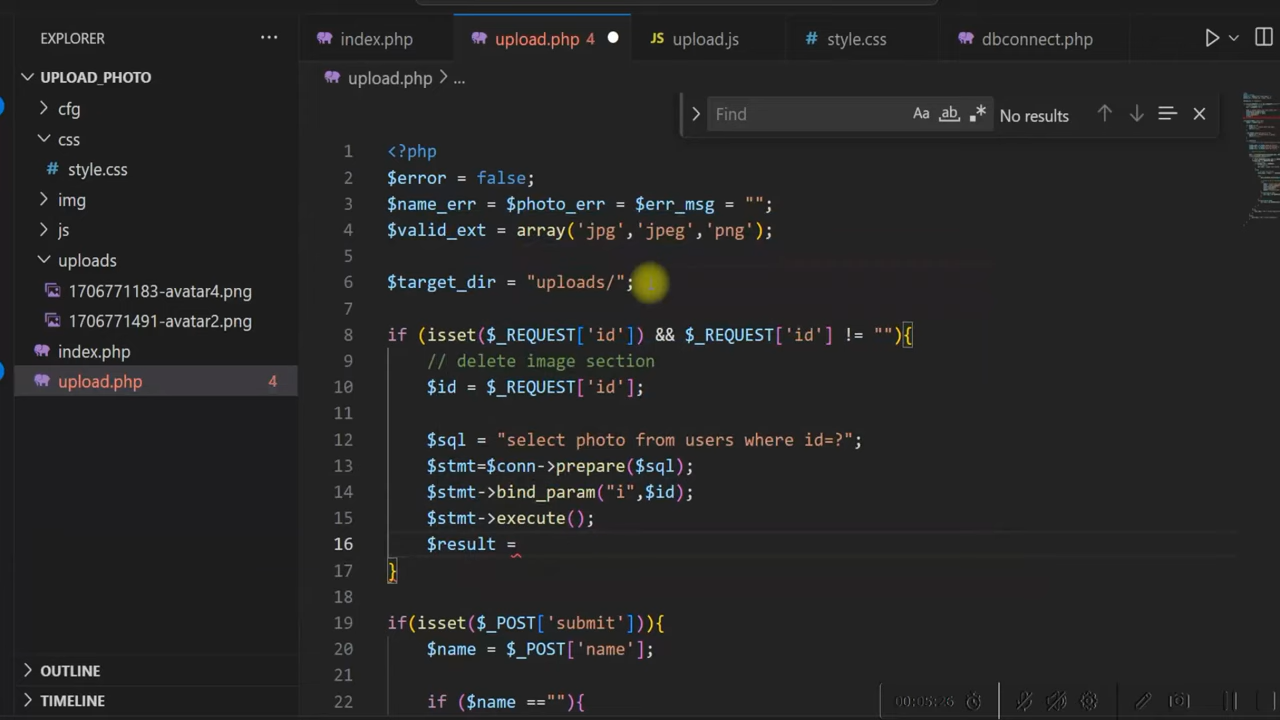 EXPLORER
index.php
upload.php 4
JS upload.js
style.css
dbconnect.php
UPLOAD_PHOTO
upload.php > ...
cfg
css
style.css
img
js
uploads
1706771183-avatar4.png
1706771491-avatar2.png
index.php
upload.php 4
OUTLINE
TIMELINE
Find
Aa
ab
No results
1 <?php
2 $error = false;
3 $name_err = $photo_err = $err_msg = "";
4 $valid_ext = array('jpg','jpeg','png');
5
6 $target_dir = "uploads/";
7
8 if (isset($_REQUEST['id']) && $_REQUEST['id'] != ""){
9 // delete image section
10 $id = $_REQUEST['id'];
11
12 $sql = "select photo from users where id=?";
13 $stmt=$conn->prepare($sql);
14 $stmt->bind_param("i",$id);
15 $stmt->execute();
16 $result =
17 }
18
19 if(isset($_POST['submit'])){
20 $name = $_POST['name'];
21
22 if ($name ==""){
00:05:26